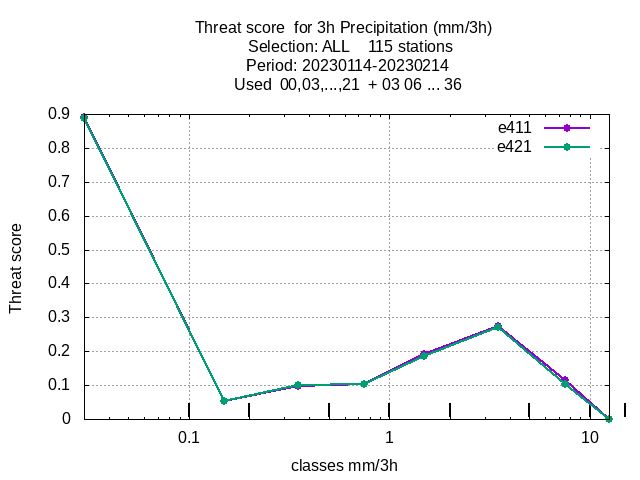 Threat score  for 3h Precipitation (mm/3h)
Selection: ALL    115 stations
Period: 20230114-20230214
Used  00,03,...,21  + 03 06 ... 36
e411
e421
Threat score
0.9
0.8
0.7
0.6
0.5
0.4
0.3
0.2
0.1
0
0.1 1 10
classes mm/3h